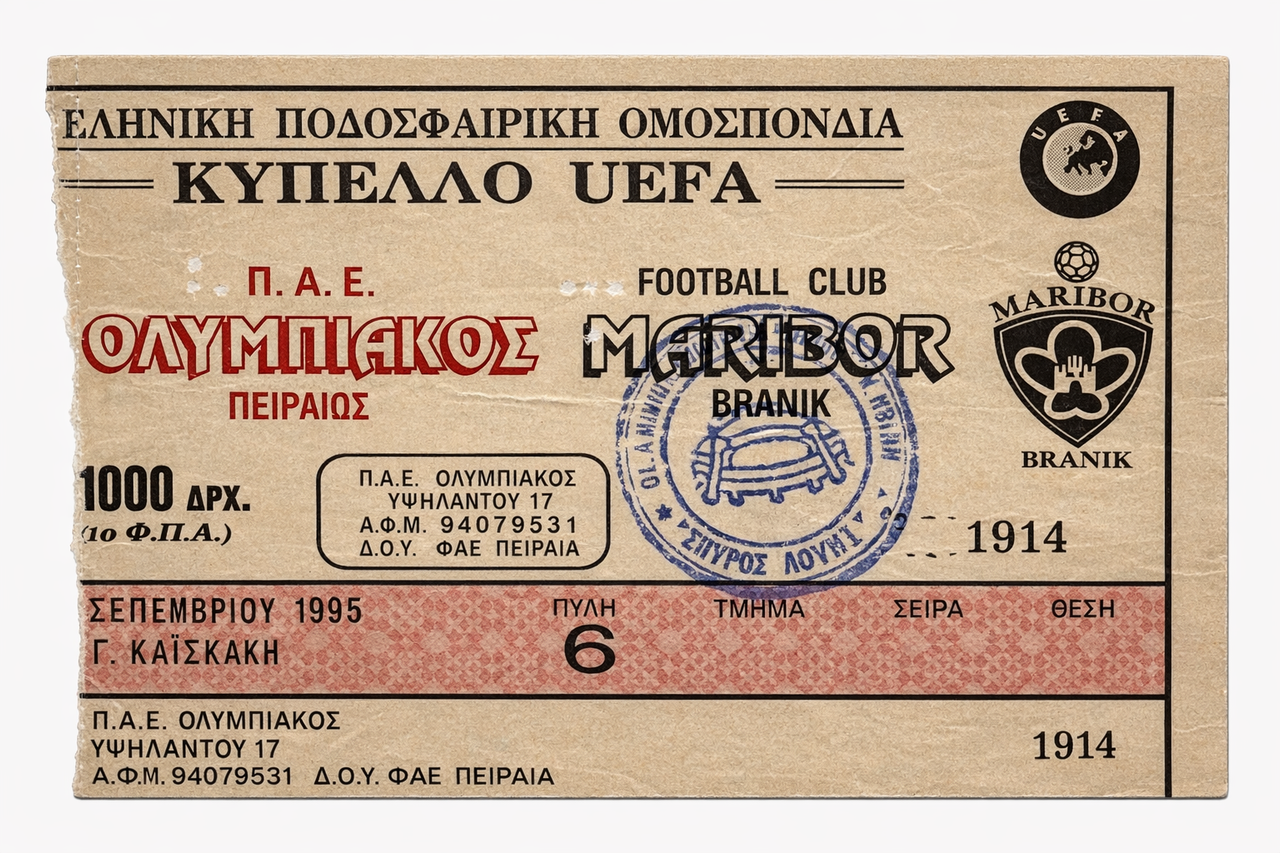 ΕΛΗΝΙΚΗ ΠΟΔΟΣΦΑΙΡΙΚΗ ΟΜΟΣΠΟΝΔΙΑ
ΚΥΠΕΛΛΟ UEFA
UEFA
Π. Α. Ε.
ΟΛΥΜΠΙΑΚΟΣ
ΠΕΙΡΑΙΩΣ
FOOTBALL CLUB
MARIBOR
BRANIK
MARIBOR
BRANIK
1000 ΔΡΧ.
(10 Φ.Π.Α.)
Π.Α.Ε. ΟΛΥΜΠΙΑΚΟΣ
ΥΨΗΛΑΝΤΟΥ 17
Α.Φ.Μ. 94079531
Δ.Ο.Υ. ΦΑΕ ΠΕΙΡΑΙΑ
ΣΠΥΡΟΣ
1914
ΣΕΠΕΜΒΡΙΟΥ 1995
Γ. ΚΑΪΣΚΑΚΗ
ΠΥΛΗ ΤΜΗΜΑ ΣΕΙΡΑ ΘΕΣΗ
6
Π.Α.Ε. ΟΛΥΜΠΙΑΚΟΣ
ΥΨΗΛΑΝΤΟΥ 17
Α.Φ.Μ. 94079531 Δ.Ο.Υ. ΦΑΕ ΠΕΙΡΑΙΑ
1914